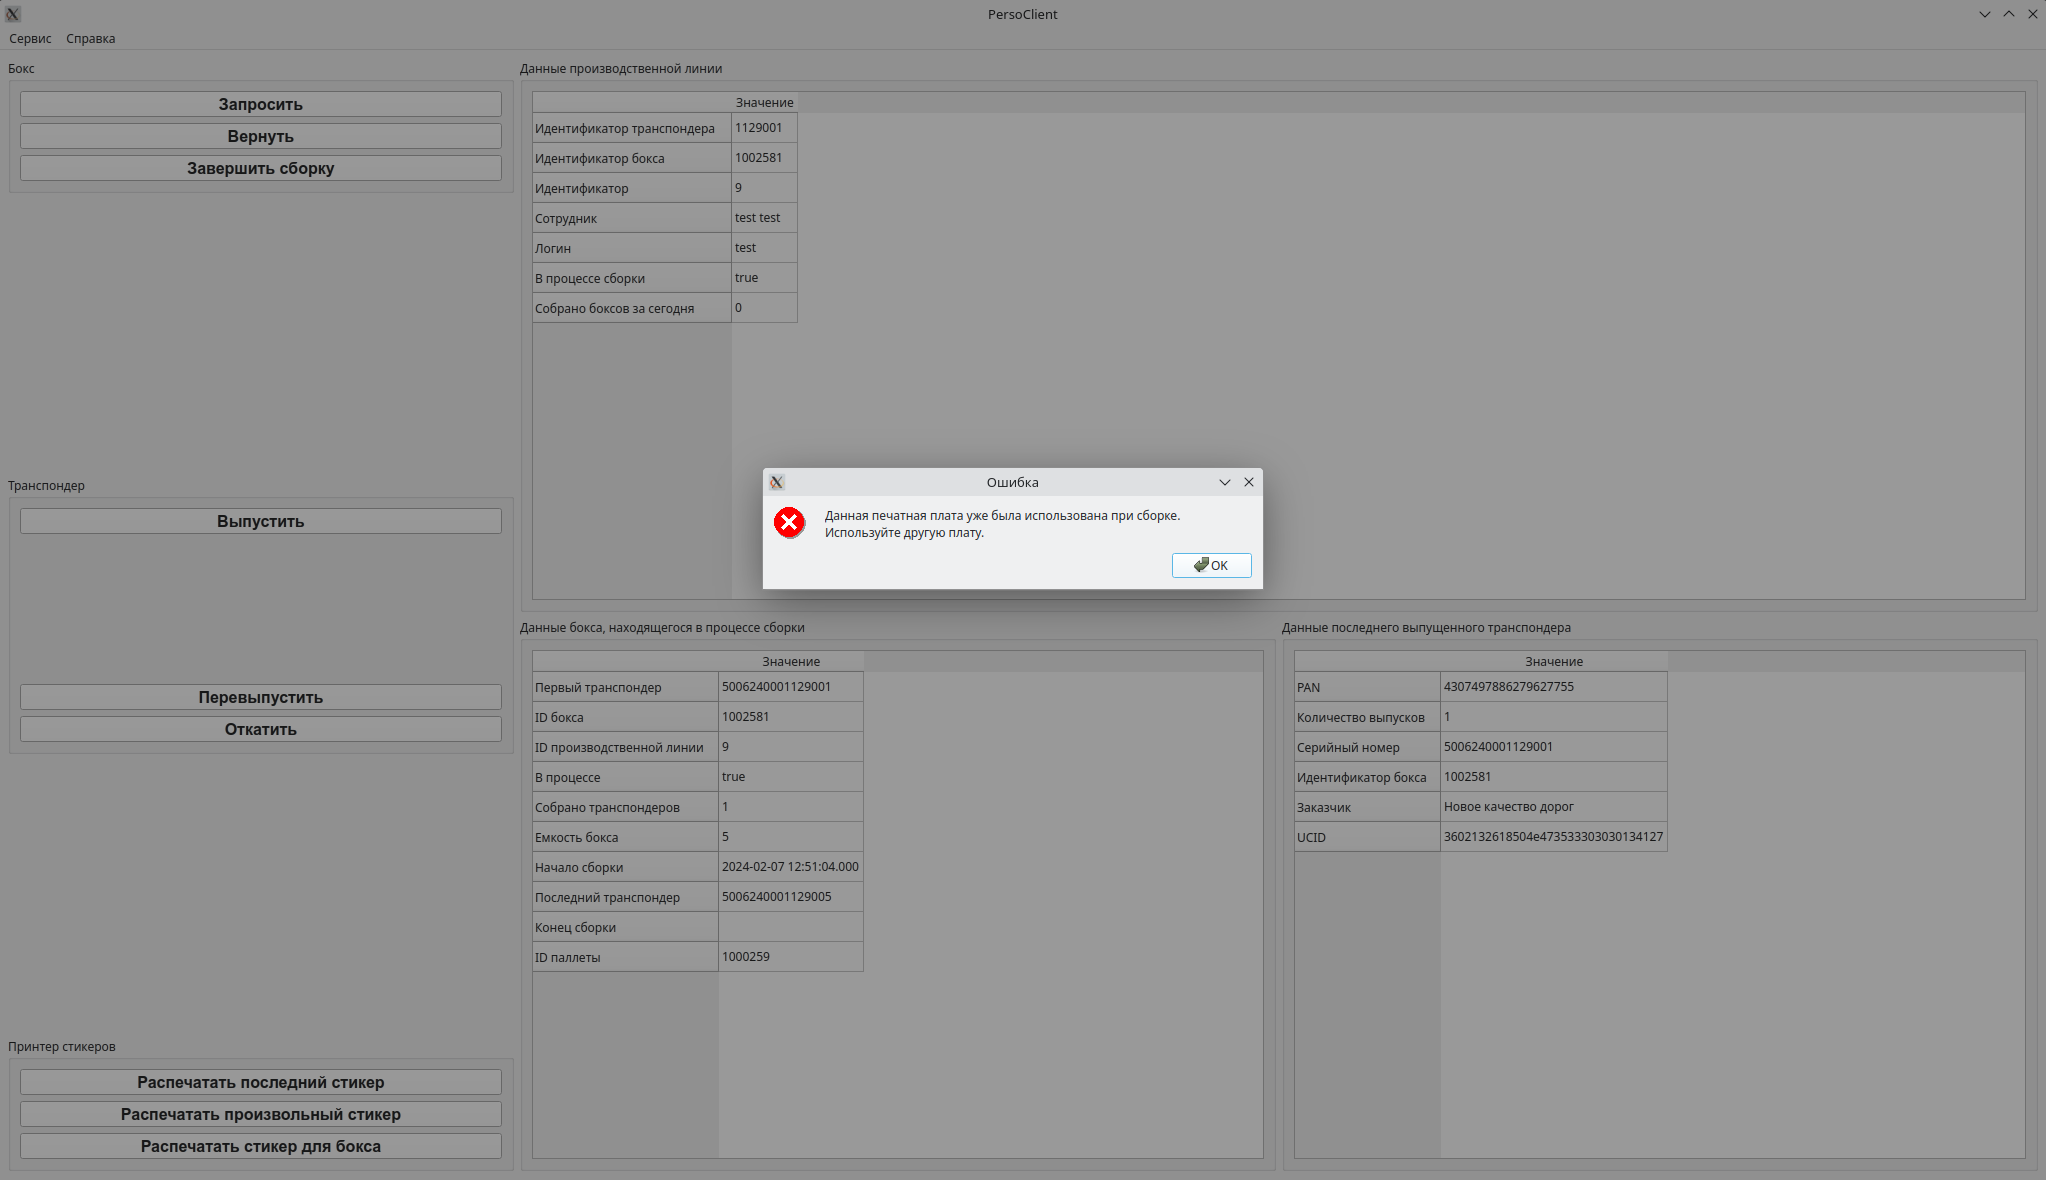 PersoClient
Сервис Справка
Бокс
Запросить
Вернуть
Завершить сборку
Данные производственной линии
Значение
Идентификатор транспондера 1129001
Идентификатор бокса 1002581
Идентификатор 9
Сотрудник test test
Логин test
В процессе сборки true
Собрано боксов за сегодня 0
Транспондер
Выпустить
Перевыпустить
Откатить
Ошибка
Данная печатная плата уже была использована при сборке.
Используйте другую плату.
OK
Данные бокса, находящегося в процессе сборки
Значение
Первый транспондер 5006240001129001
ID бокса 1002581
ID производственной линии 9
В процессе true
Собрано транспондеров 1
Емкость бокса 5
Начало сборки 2024-02-07 12:51:04.000
Последний транспондер 5006240001129005
Конец сборки
ID паллеты 1000259
Данные последнего выпущенного транспондера
Значение
PAN 4307497886279627755
Количество выпусков 1
Серийный номер 5006240001129001
Идентификатор бокса 1002581
Заказчик Новое качество дорог
UCID 3602132618504e473533303030134127
Принтер стикеров
Распечатать последний стикер
Распечатать произвольный стикер
Распечатать стикер для бокса